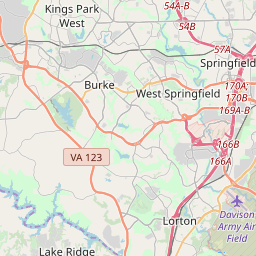 Kings Park
West
54A-B
54B
57A
Springfield
Burke
West Springfield
170A,
170B
169A-B
166B
166A
VA 123
Lorton
Davison
Army Air
Field
Lake Ridge